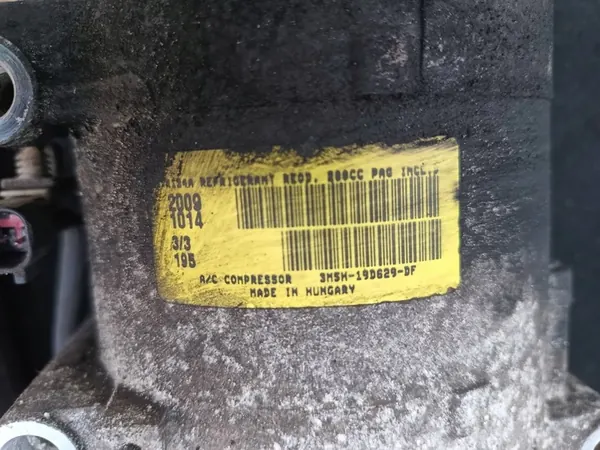 R134A REFRIGERANT REQD. 200CC PAG INCL.
2009
1014
3/3
195
A/C COMPRESSOR 3M5H-19D629-DF
MADE IN HUNGARY